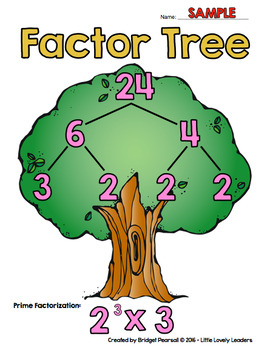 Name: SAMPLE
Factor Tree
24
6 4
3 2 2 2
Prime Factorization:
2³ x 3
Created by Bridget Pearsall © 2016 • Little Lovely Leaders